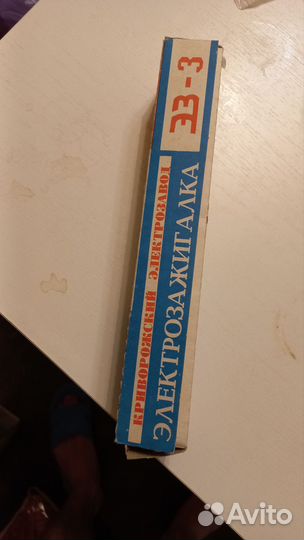 КРИВОРОЖСКИЙ ЭЛЕКТРОЗАВОД
ЭЛЕКТРОЗАЖИГАЛКА
ЭЗ-3
Avito